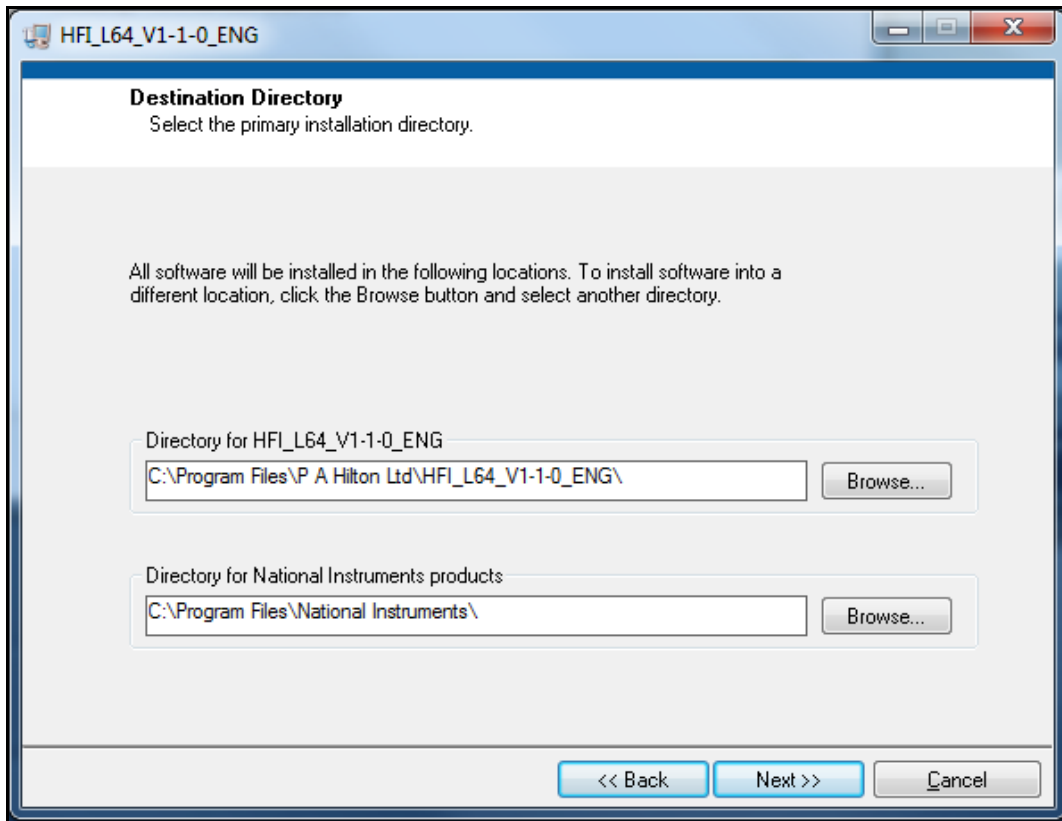 HFI_L64_V1-1-0_ENG
Destination Directory
Select the primary installation directory.
All software will be installed in the following locations. To install software into a
different location, click the Browse button and select another directory.
Directory for HFI_L64_V1-1-0_ENG
C:\Program Files\P A Hilton Ltd\HFI_L64_V1-1-0_ENG\
Browse...
Directory for National Instruments products
C:\Program Files\National Instruments\
Browse...
<< Back
Next >>
Cancel